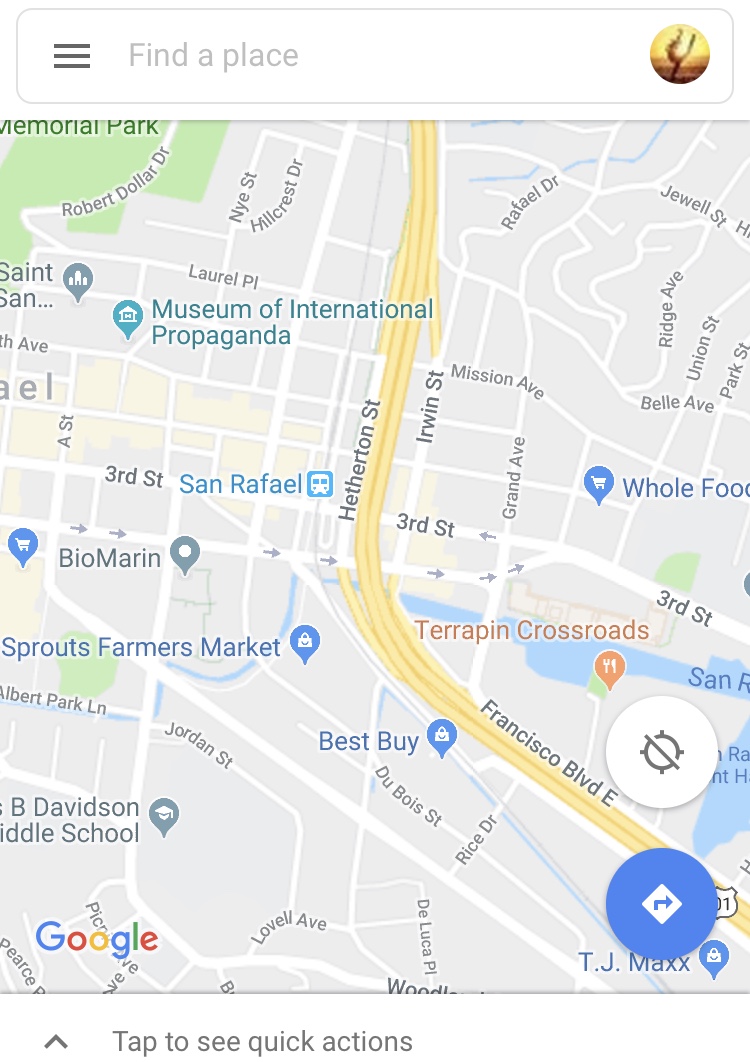 Find a place
Memorial Park
Robert Dollar Dr
Nye St
Hillcrest Dr
Rafael Dr
Jewell St
Laurel Pl
Saint
San...
Museum of International
Propaganda
Ridge Ave
Union St
Park St
th Ave
Mission Ave
Belle Ave
ael
A St
Irwin St
Hetherton St
Grand Ave
3rd St
San Rafael
Whole Food
3rd St
BioMarin
3rd St
Terrapin Crossroads
Sprouts Farmers Market
San R
Albert Park Ln
Jordan St
Best Buy
Francisco Blvd E
n Ra
nt Ha
Du Bois St
s B Davidson
iddle School
Rice Dr
De Luca Pl
Lovell Ave
Google
01
T.J. Maxx
Tap to see quick actions